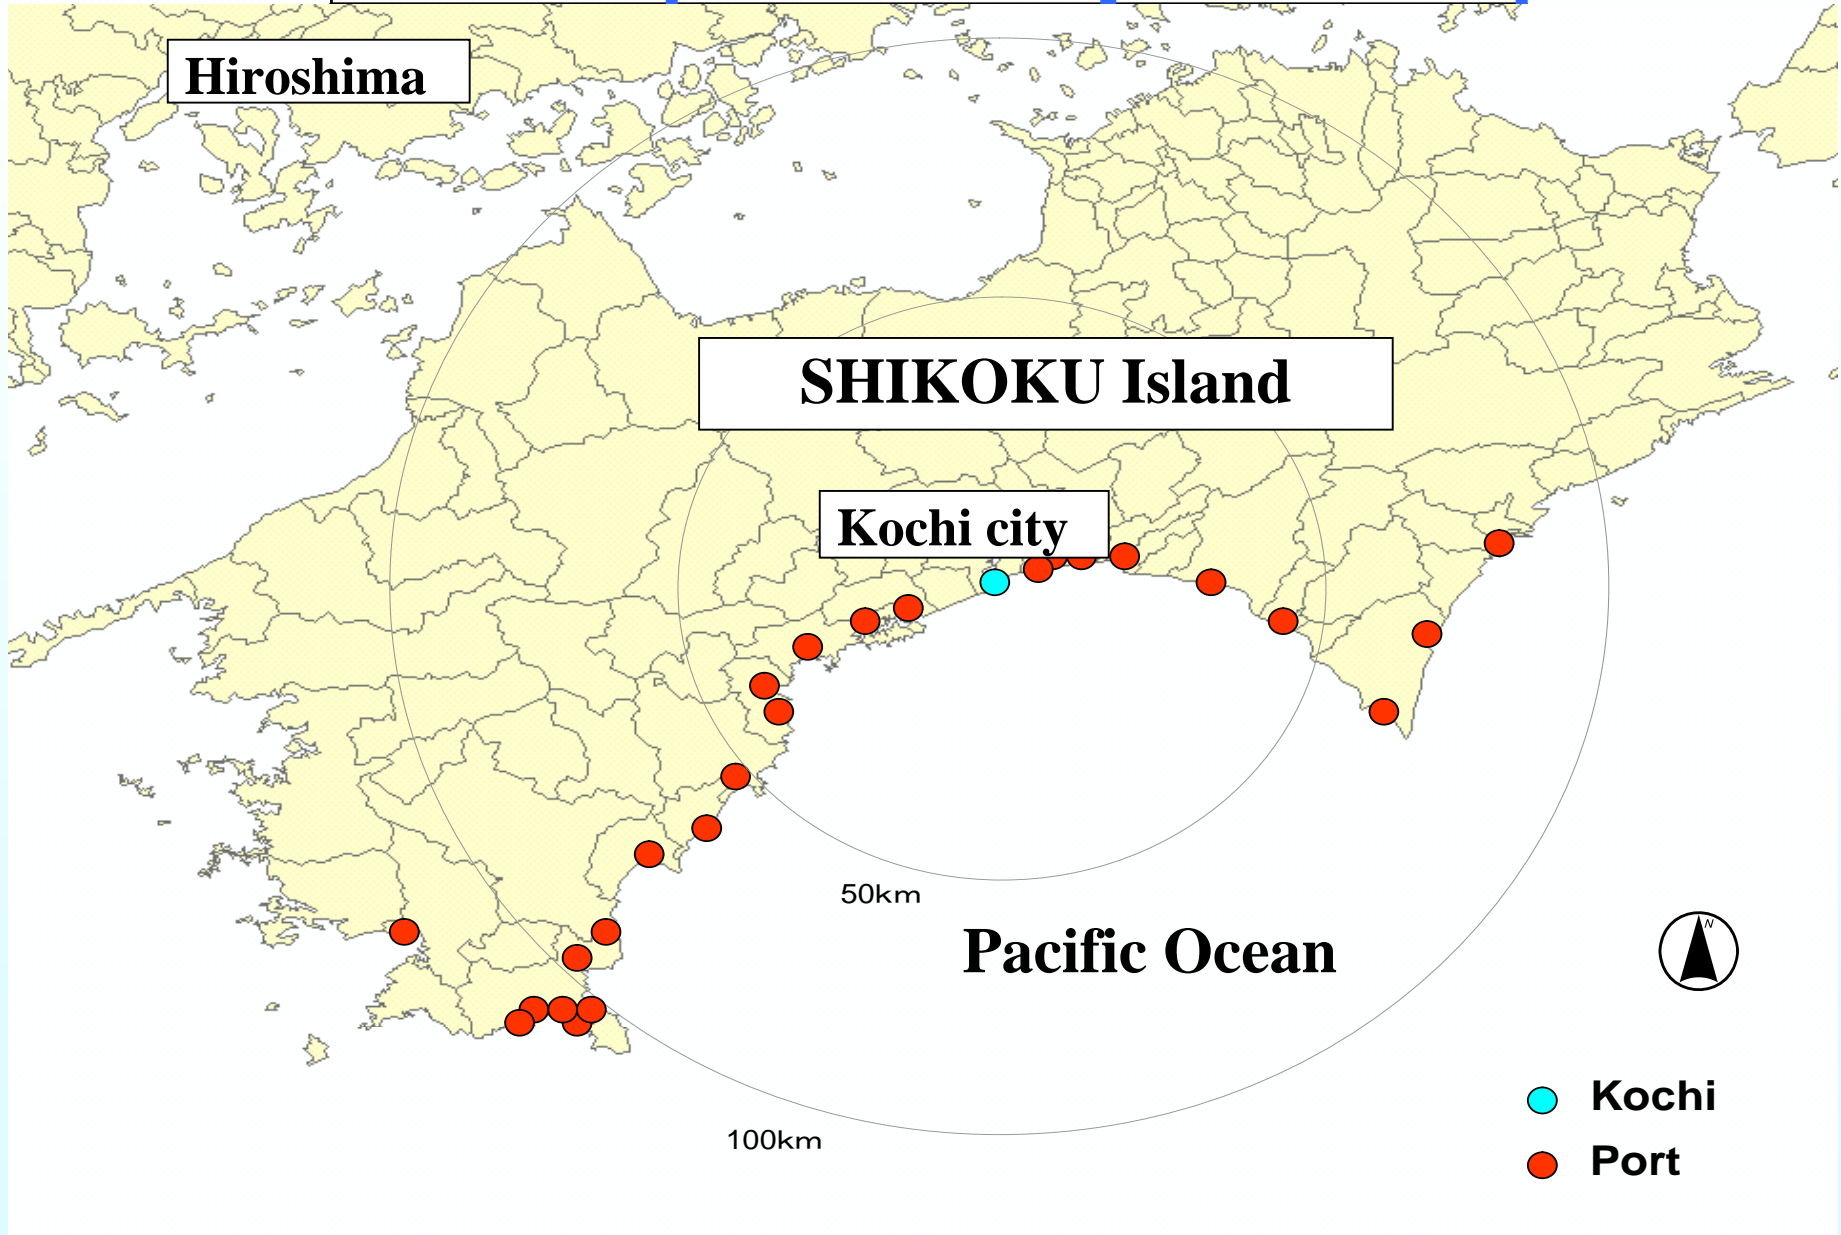 Hiroshima
SHIKOKU Island
Kochi city
50km
Pacific Ocean
N
100km
Kochi
Port